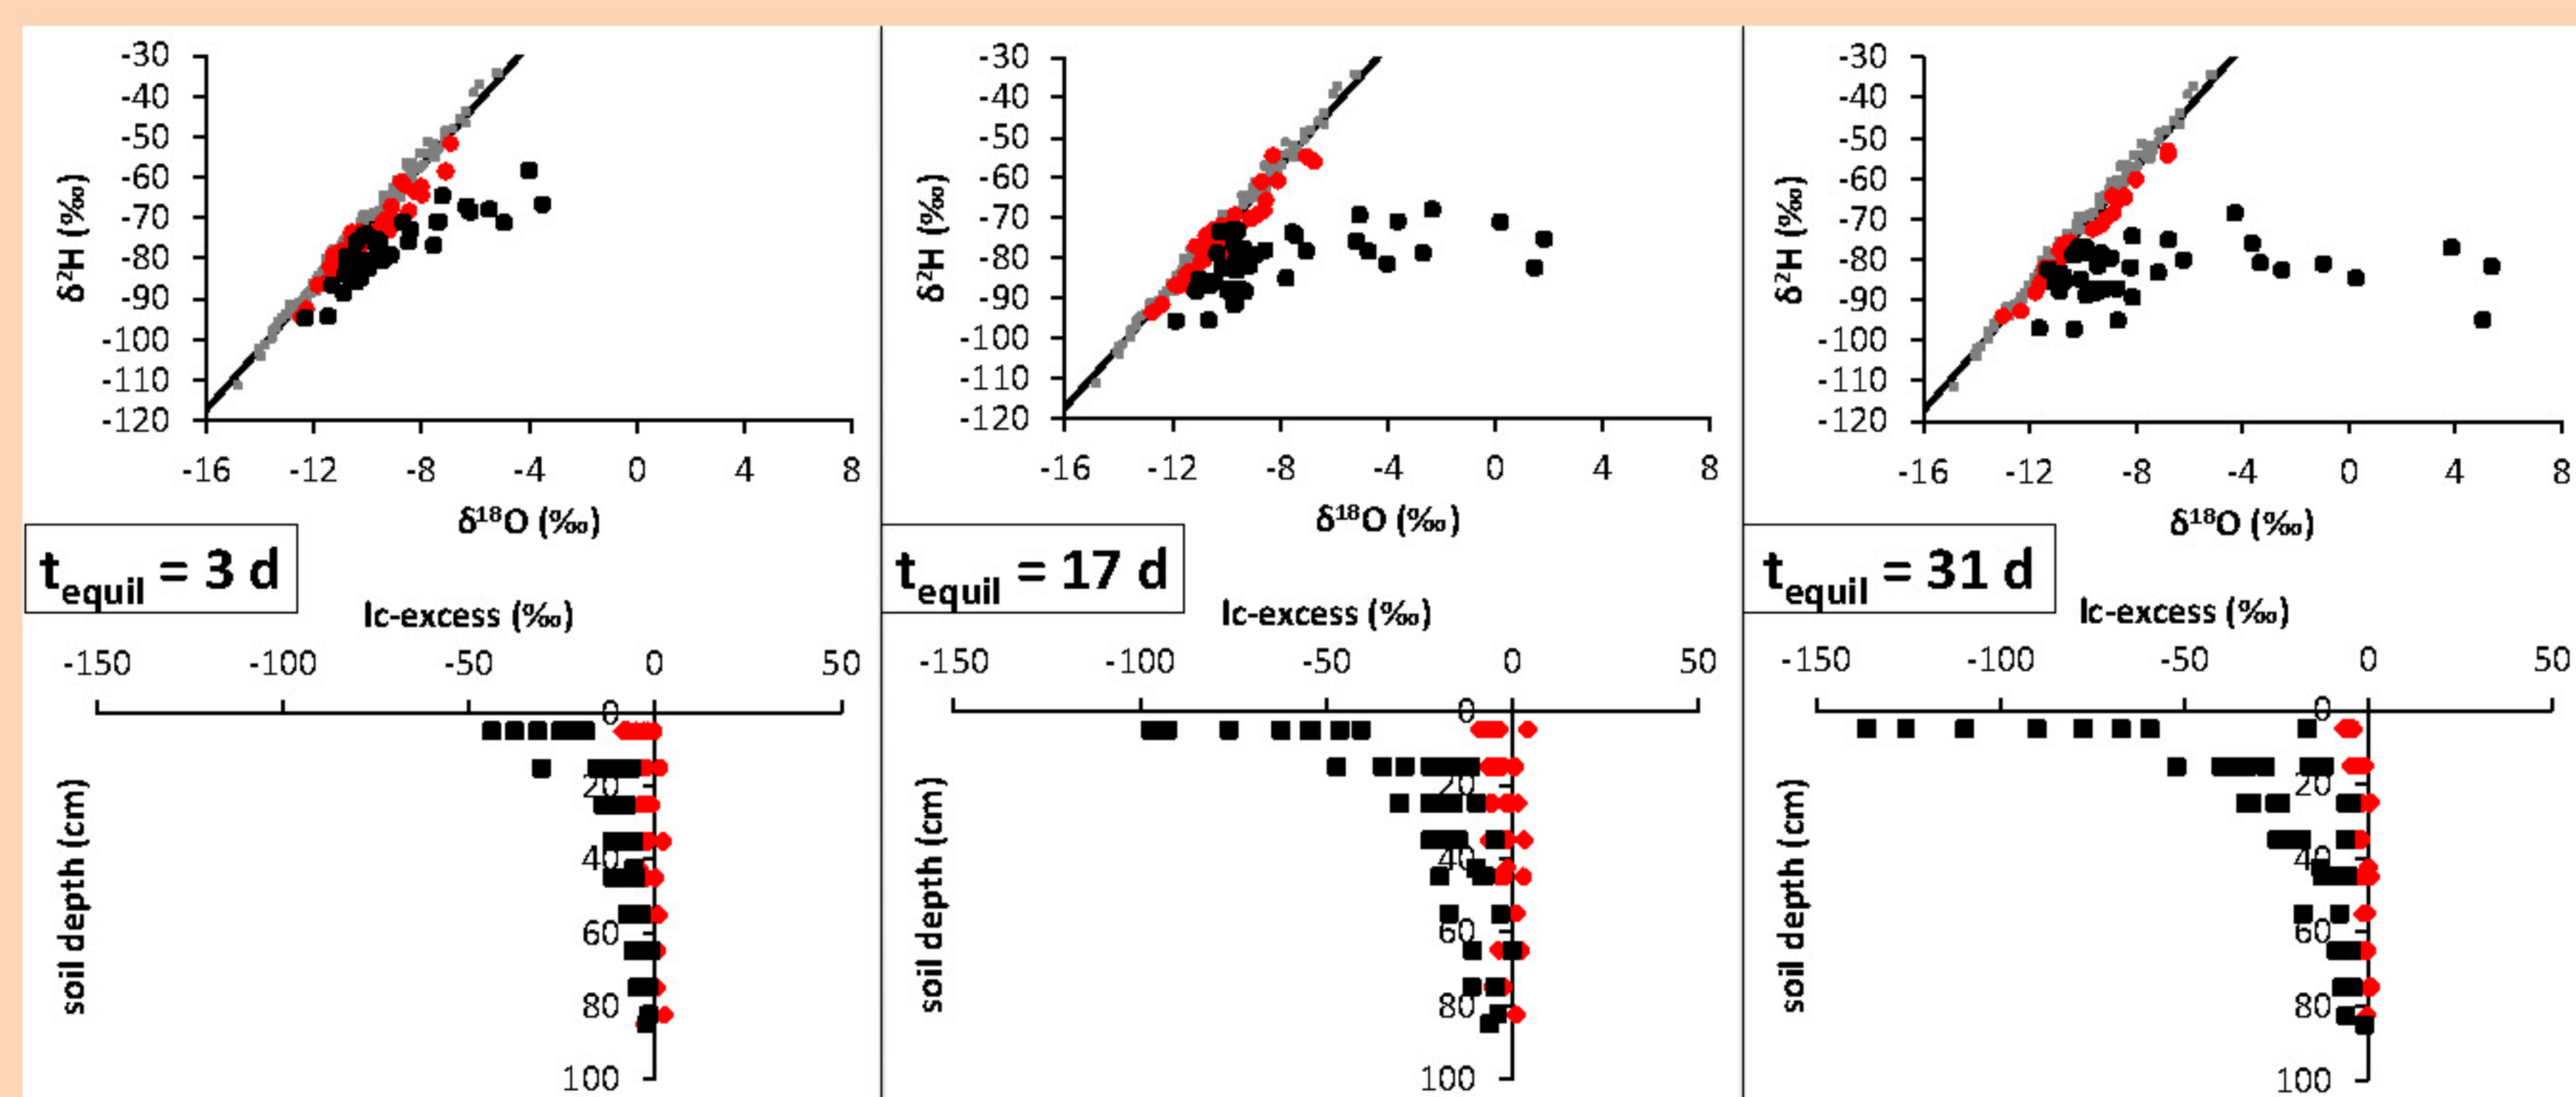 -30
-40
-50
-60
-70
-80
-90
-100
-110
-120
δ²H (‰)
-16 -12 -8 -4 0 4 8
δ¹⁸O (‰)
t equil = 3 d
lc-excess (‰)
-150 -100 -50 0 50
0
20
40
60
80
100
soil depth (cm)
-30
-40
-50
-60
-70
-80
-90
-100
-110
-120
δ²H (‰)
-16 -12 -8 -4 0 4 8
δ¹⁸O (‰)
t equil = 17 d
lc-excess (‰)
-150 -100 -50 0 50
0
20
40
60
80
100
soil depth (cm)
-30
-40
-50
-60
-70
-80
-90
-100
-110
-120
δ²H (‰)
-16 -12 -8 -4 0 4 8
δ¹⁸O (‰)
t equil = 31 d
lc-excess (‰)
-150 -100 -50 0 50
0
20
40
60
80
100
soil depth (cm)